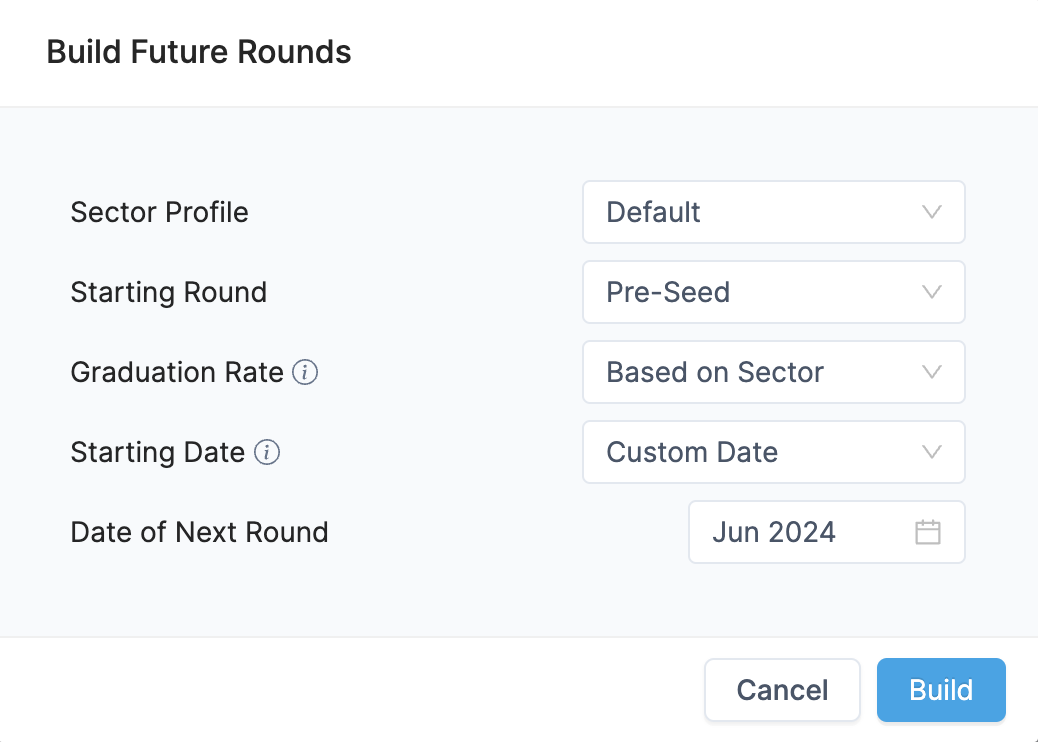 Build Future Rounds
Sector Profile Default
Starting Round Pre-Seed
Graduation Rate i Based on Sector
Starting Date i Custom Date
Date of Next Round Jun 2024
Cancel Build